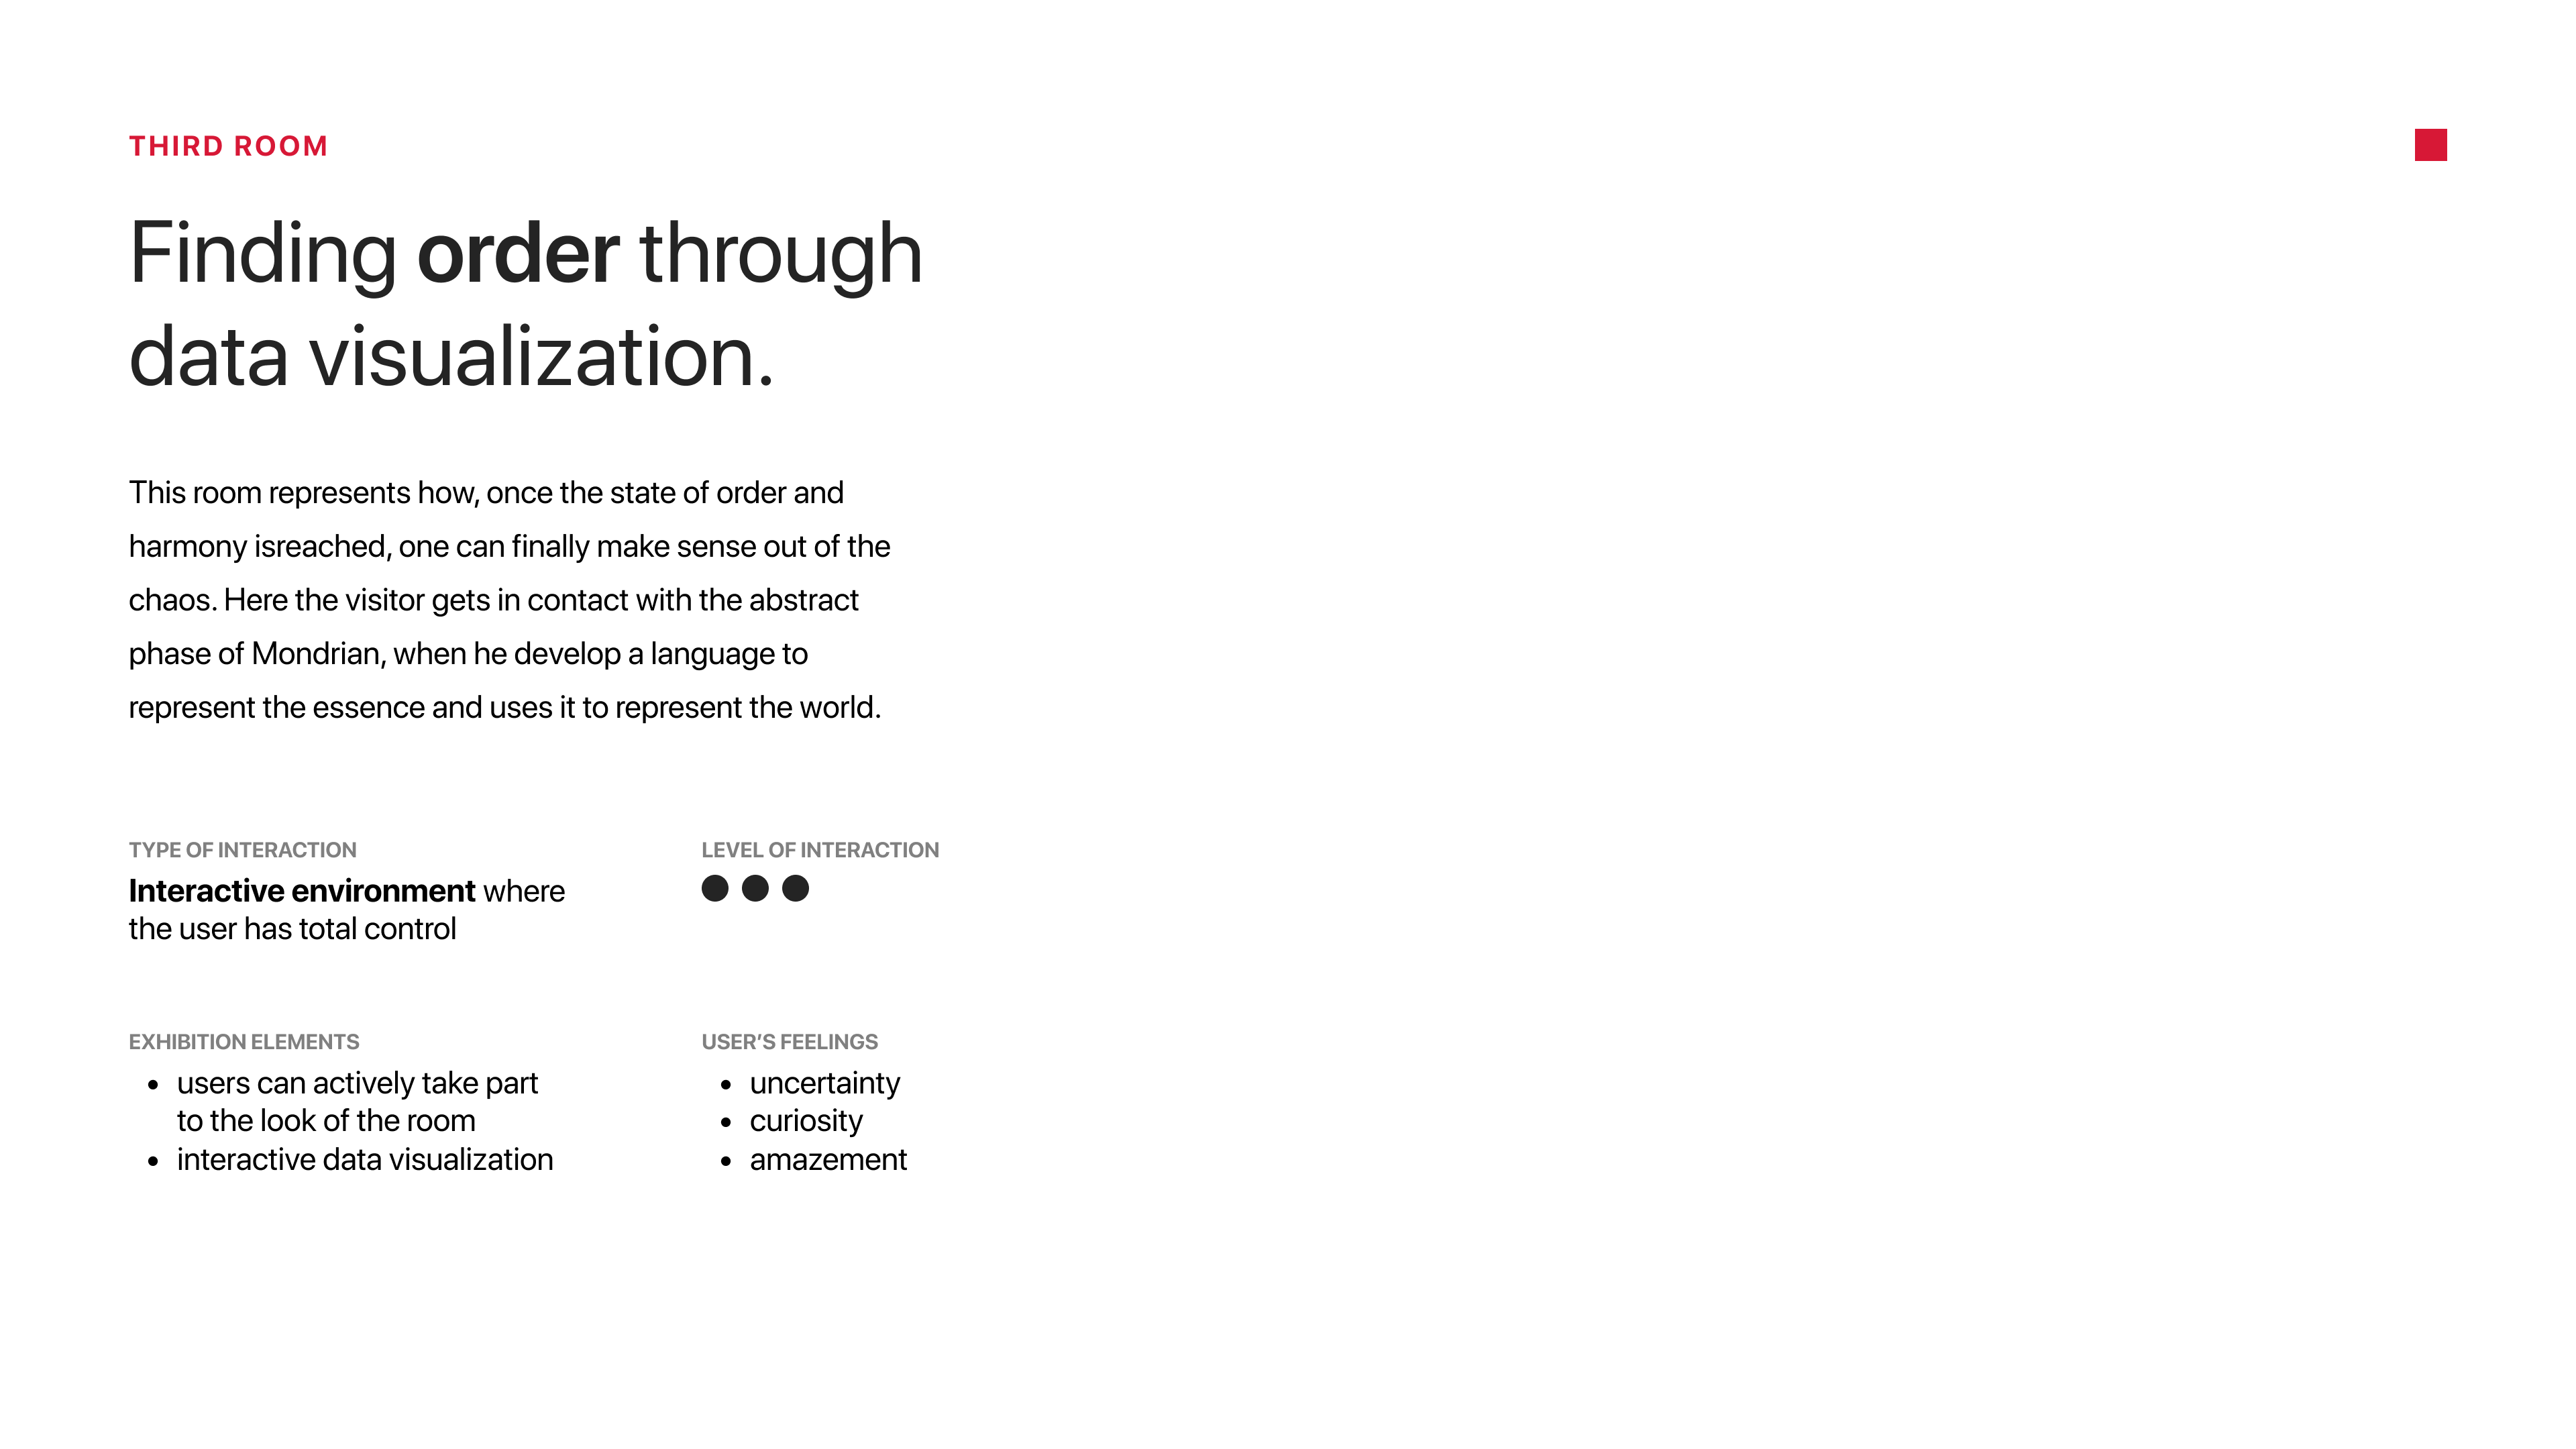 THIRD ROOM
Finding order through
data visualization.
This room represents how, once the state of order and
harmony isreached, one can finally make sense out of the
chaos. Here the visitor gets in contact with the abstract
phase of Mondrian, when he develop a language to
represent the essence and uses it to represent the world.
TYPE OF INTERACTION
Interactive environment where
the user has total control
LEVEL OF INTERACTION
EXHIBITION ELEMENTS
• users can actively take part
to the look of the room
• interactive data visualization
USER’S FEELINGS
• uncertainty
• curiosity
• amazement